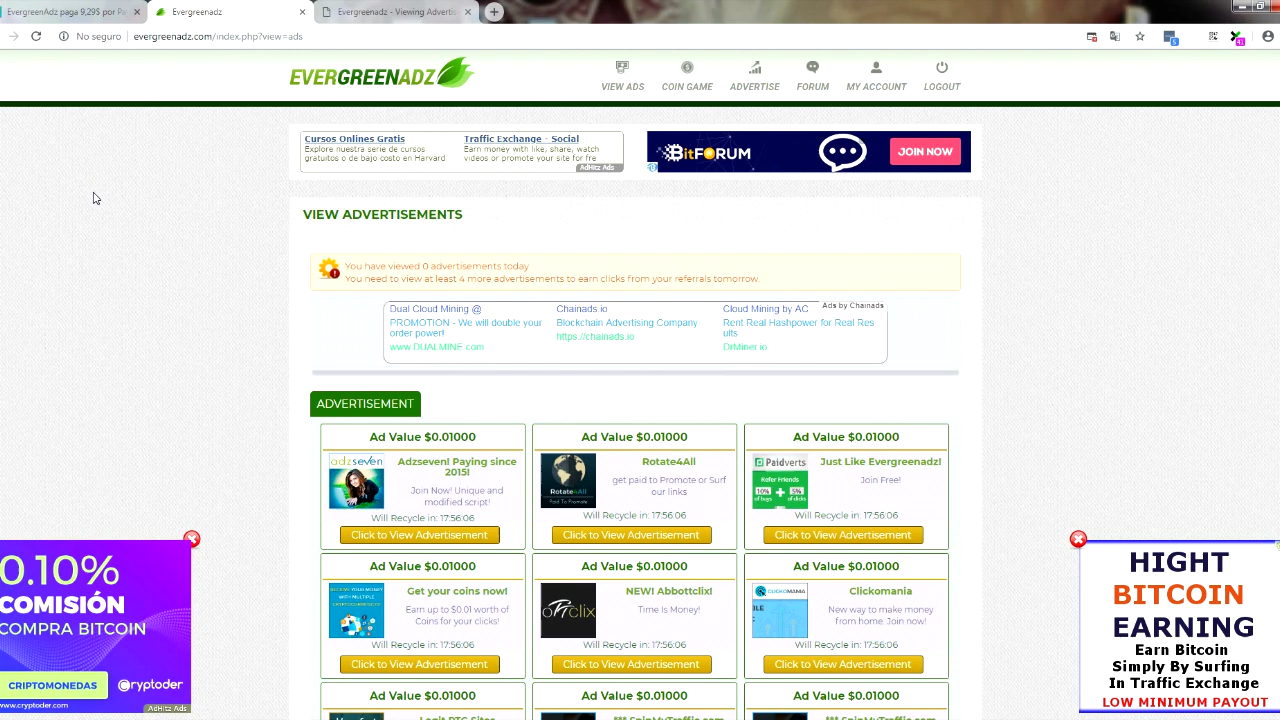 EvergreenAdz paga 9,29$ por Pa
Evergreenadz
Evergreenadz - Viewing Adverti
No seguro
evergreenadz.com/index.php?view=ads
EVERGREENADZ
VIEW ADS
COIN GAME
ADVERTISE
FORUM
MY ACCOUNT
LOGOUT
Cursos Onlines Gratis
Explore nuestra serie de cursos
gratuitos o de bajo costo en Harvard
Traffic Exchange - Social
Earn money with like, share, watch
videos or promote your site for fre
AdHitz Ads
BITFORUM
JOIN NOW
VIEW ADVERTISEMENTS
You have viewed 0 advertisements today
You need to view at least 4 more advertisements to earn clicks from your referrals tomorrow.
Ads by Chainads
Dual Cloud Mining @
PROMOTION - We will double your
order power!
www.DUALMINE.com
Chainads.io
Blockchain Advertising Company
https://chainads.io
Cloud Mining by AC
Rent Real Hashpower for Real Res
ults
DrMiner.io
ADVERTISEMENT
Ad Value $0.01000
adzseven
Adzseven! Paying since
2015!
Join Now! Unique and
modified script!
Will Recycle in: 17:56:06
Click to View Advertisement
Ad Value $0.01000
Rotate4All
Rotate4All
get paid to Promote or Surf
our links
Will Recycle in: 17:56:06
Click to View Advertisement
Ad Value $0.01000
Paidverts
Refer Friends
10%
5%
of buys
of clicks
Just Like Evergreenadz!
Join Free!
Will Recycle in: 17:56:06
Click to View Advertisement
Ad Value $0.01000
Get your coins now!
Earn up to $0.01 worth of
Coins for your clicks!
Will Recycle in: 17:56:06
Click to View Advertisement
Ad Value $0.01000
NEW! Abbottclix!
Time Is Money!
Will Recycle in: 17:56:06
Click to View Advertisement
Ad Value $0.01000
CLICKOMANIA
Clickomania
New way to make money
from home. Join now!
Will Recycle in: 17:56:06
Click to View Advertisement
Ad Value $0.01000
Legit PTC Sites
Ad Value $0.01000
*** SpinMyTraffic.com
Ad Value $0.01000
*** SpinMyTraffic.com
0.10%
COMISIÓN
COMPRA BITCOIN
CRIPTOMONEDAS
cryptoder
www.cryptoder.com
AdHitz Ads
HIGHT
BITCOIN
EARNING
Earn Bitcoin
Simply By Surfing
In Traffic Exchange
LOW MINIMUM PAYOUT